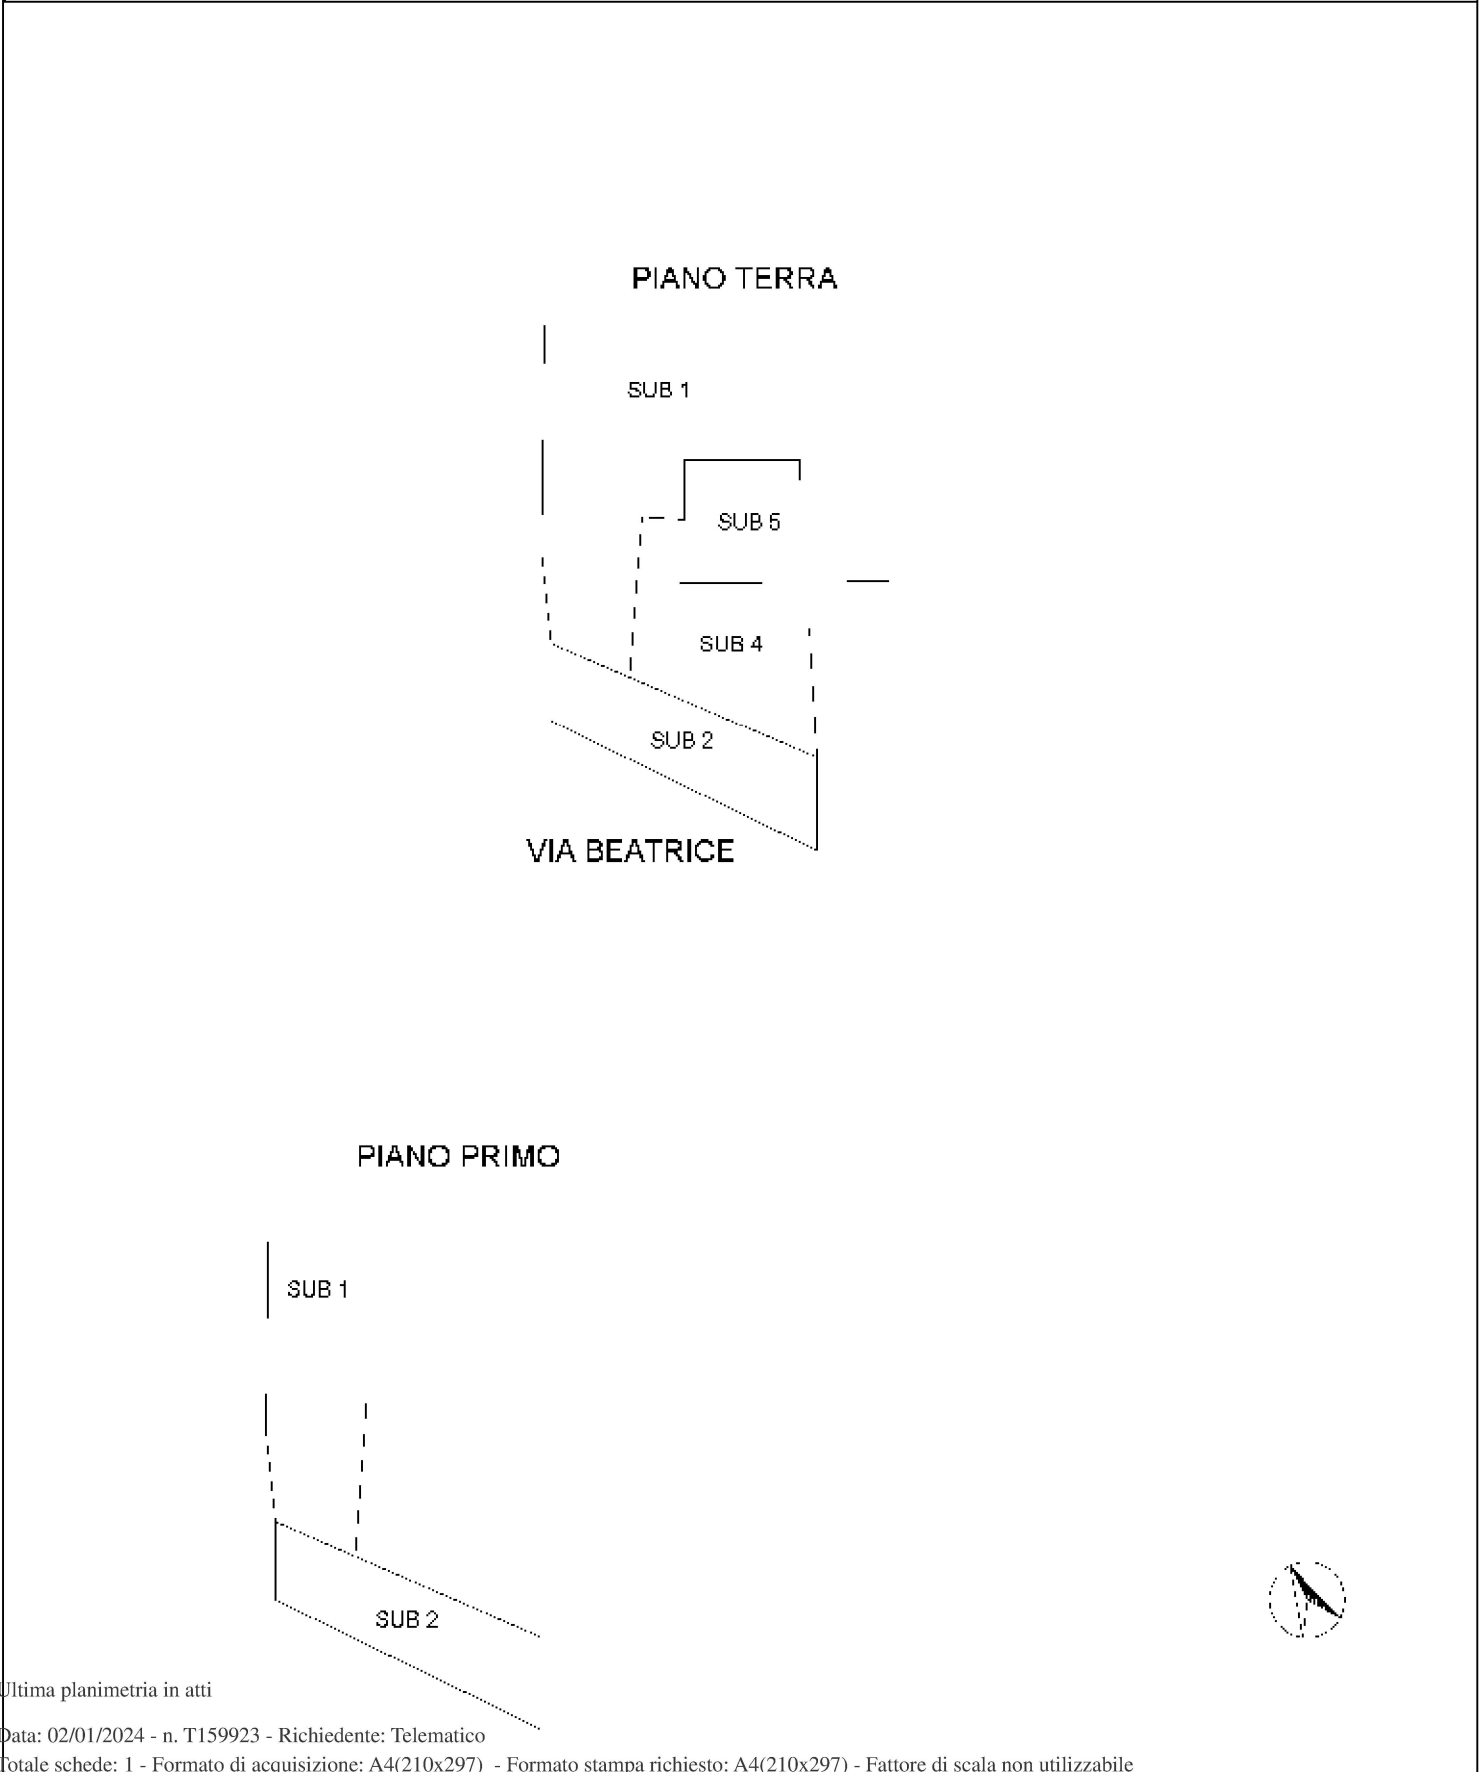 PIANO TERRA
SUB 1
SUB 5
SUB 4
SUB 2
VIA BEATRICE
PIANO PRIMO
SUB 1
SUB 2
Ultima planimetria in atti
Data: 02/01/2024 - n. T159923 - Richiedente: Telematico
Totale schede: 1 - Formato di acquisizione: A4(210x297) - Formato stampa richiesto: A4(210x297) - Fattore di scala non utilizzabile